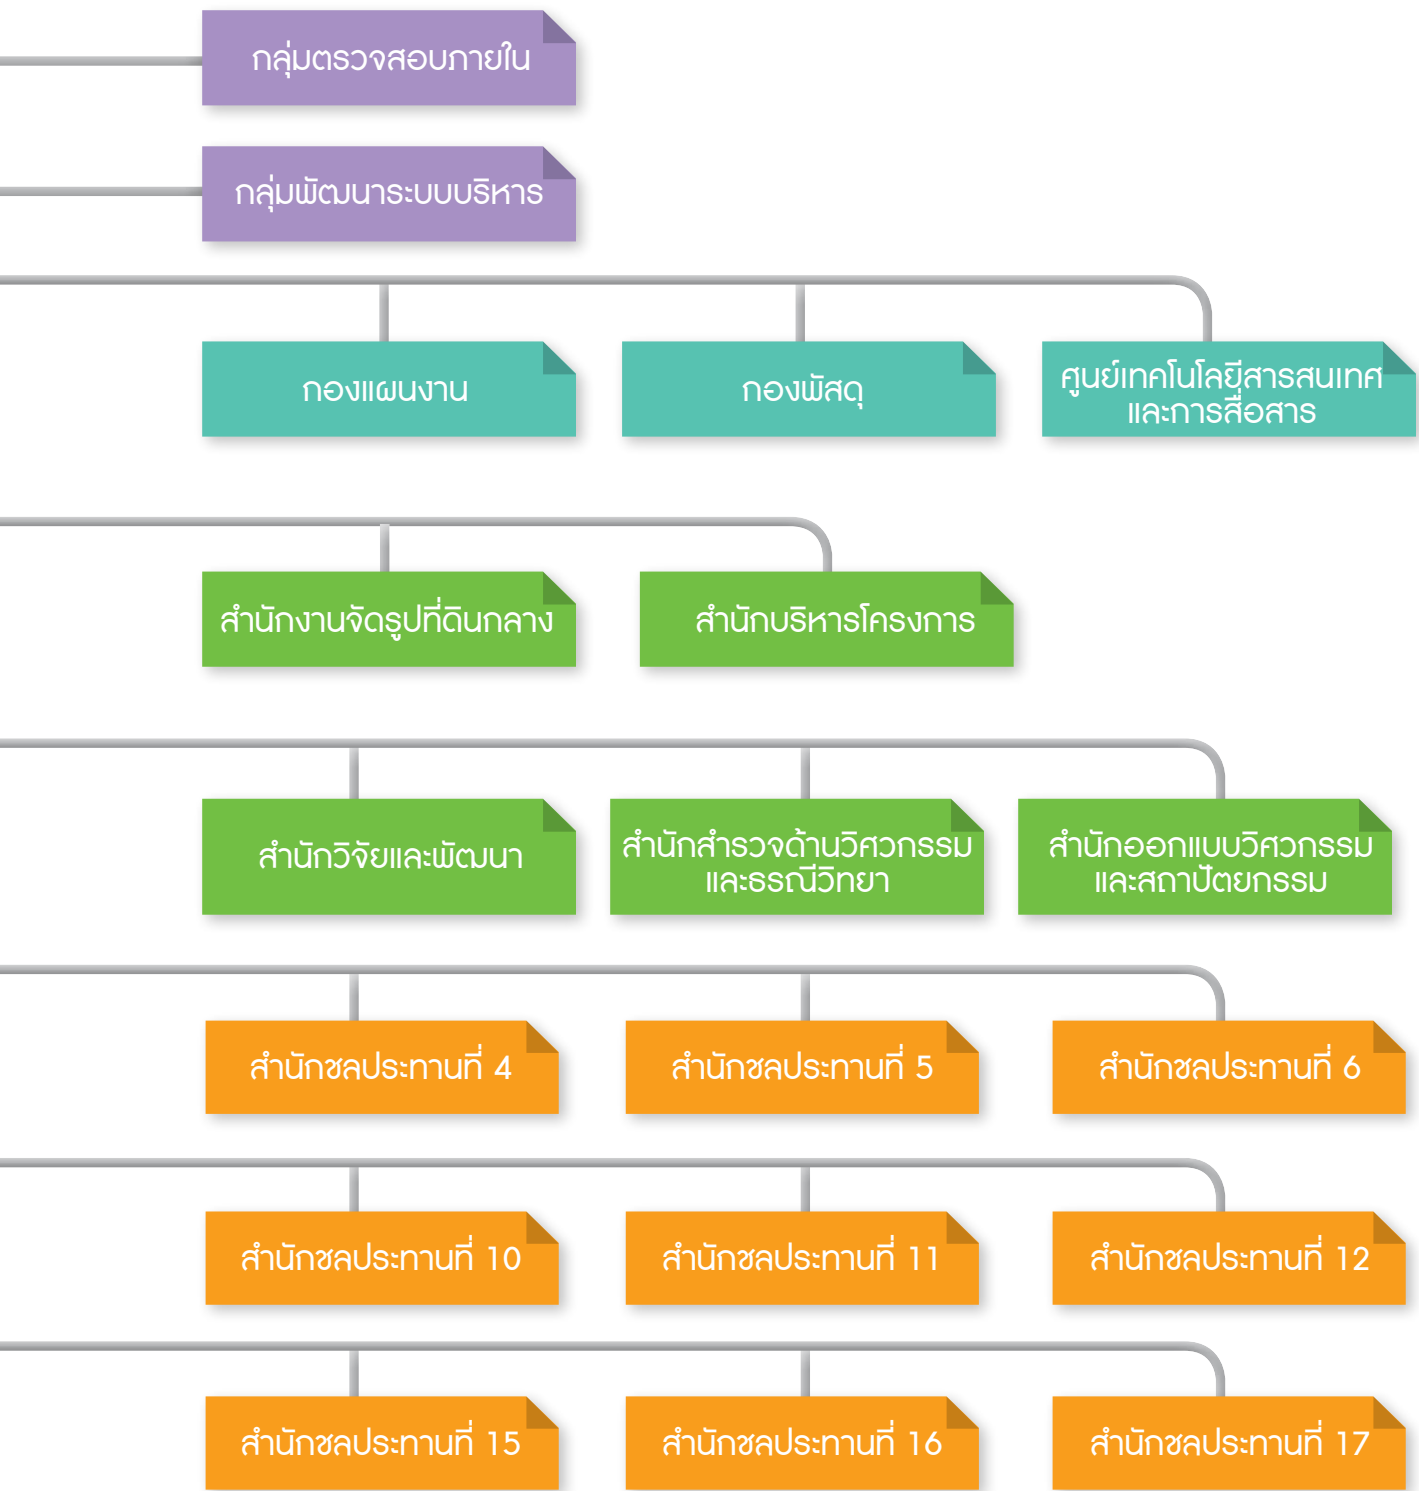 กลุ่มตรวจสอบภายใน
กลุ่มพัฒนาระบบบริหาร
กองแผนงาน
กองพัสดุ
ศูนย์เทคโนโลยีสารสนเทศ
และการสื่อสาร
สำนักงานจัดรูปที่ดินกลาง
สำนักบริหารโครงการ
สำนักวิจัยและพัฒนา
สำนักสำรวจด้านวิศวกรรม
และธรณีวิทยา
สำนักออกแบบวิศวกรรม
และสถาปัตยกรรม
สำนักชลประทานที่ 4
สำนักชลประทานที่ 5
สำนักชลประทานที่ 6
สำนักชลประทานที่ 10
สำนักชลประทานที่ 11
สำนักชลประทานที่ 12
สำนักชลประทานที่ 15
สำนักชลประทานที่ 16
สำนักชลประทานที่ 17